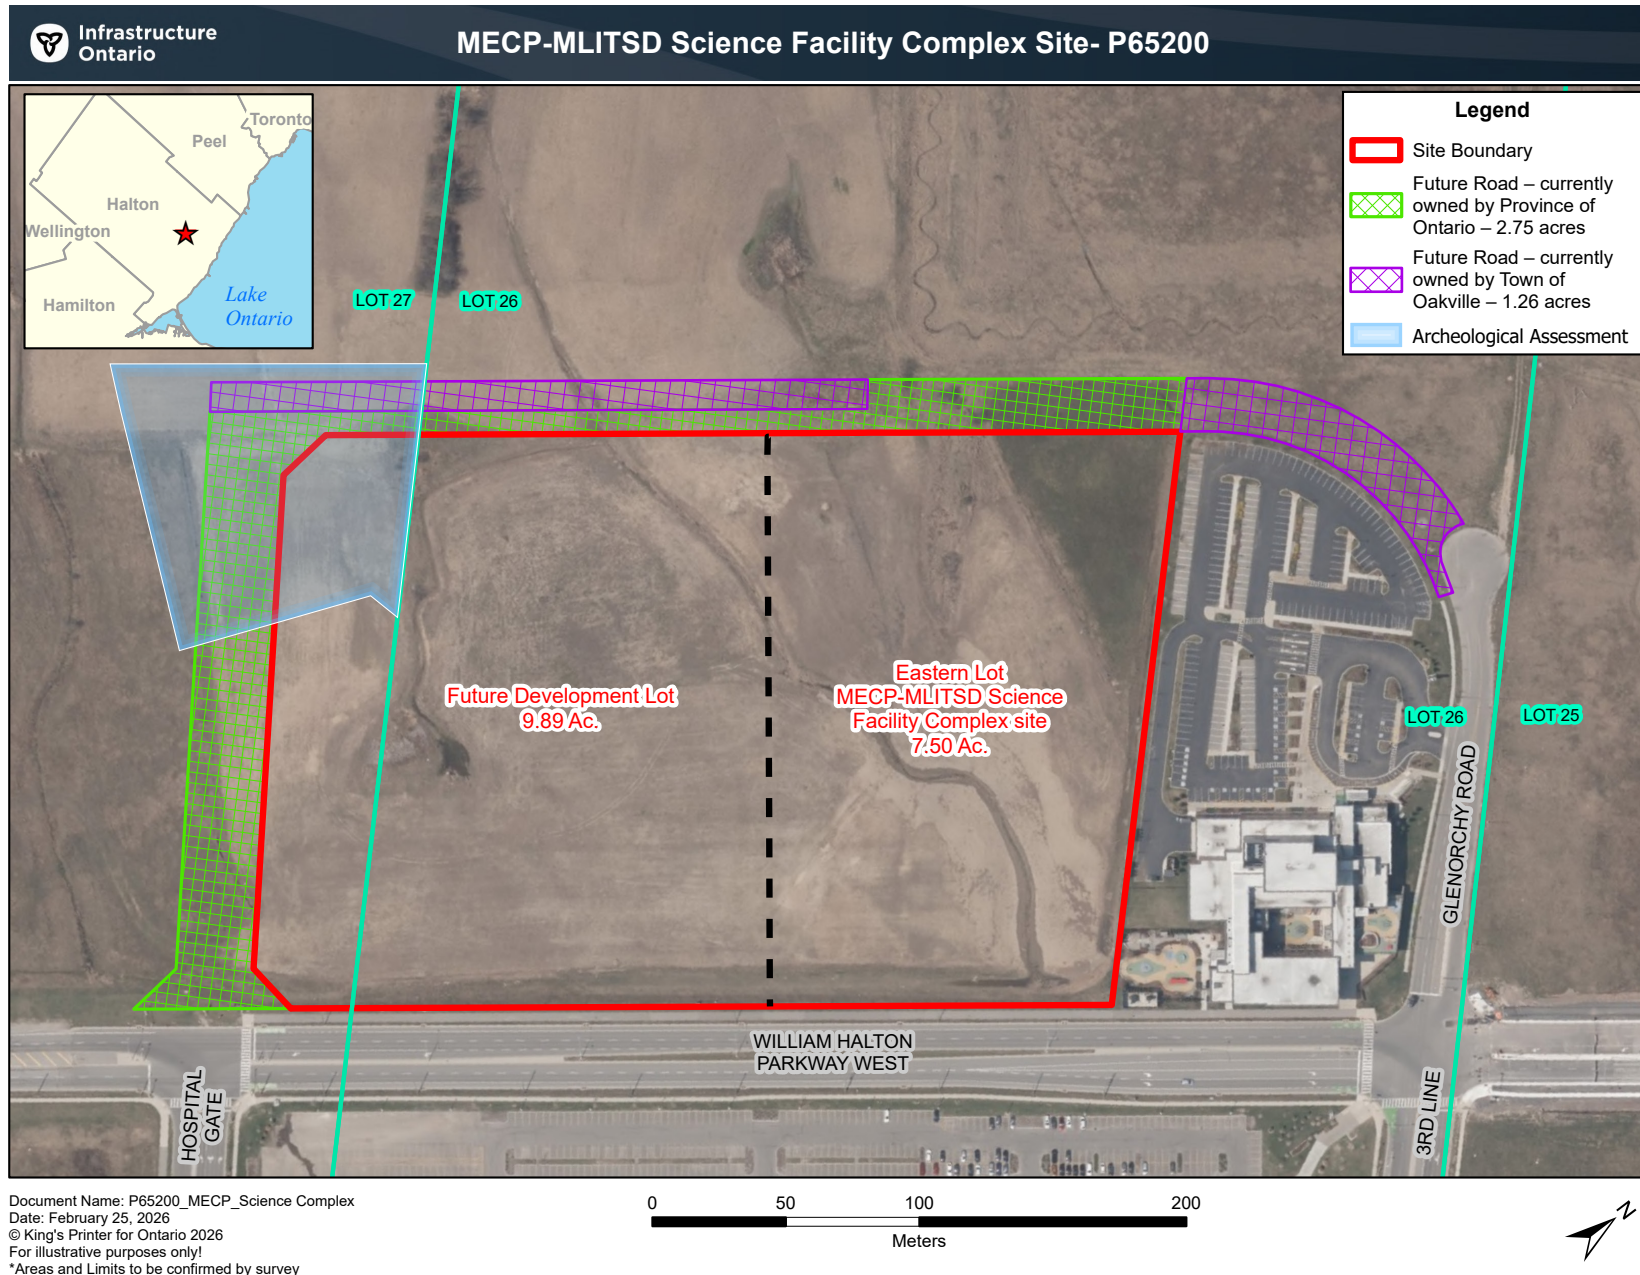 Infrastructure
Ontario
MECP-MLITSD Science Facility Complex Site- P65200
Toronto
Peel
Halton
Wellington
Hamilton
Lake
Ontario
Legend
Site Boundary
Future Road – currently
owned by Province of
Ontario – 2.75 acres
Future Road – currently
owned by Town of
Oakville – 1.26 acres
Archeological Assessment
LOT 27
LOT 26
Future Development Lot
9.89 Ac.
Eastern Lot
MECP-MLITSD Science
Facility Complex site
7.50 Ac.
LOT 26
LOT 25
GLENORCHY ROAD
WILLIAM HALTON
PARKWAY WEST
HOSPITAL
GATE
3RD LINE
Document Name: P65200_MECP_Science Complex
Date: February 25, 2026
© King's Printer for Ontario 2026
For illustrative purposes only!
*Areas and Limits to be confirmed by survey
0 50 100 200
Meters
N